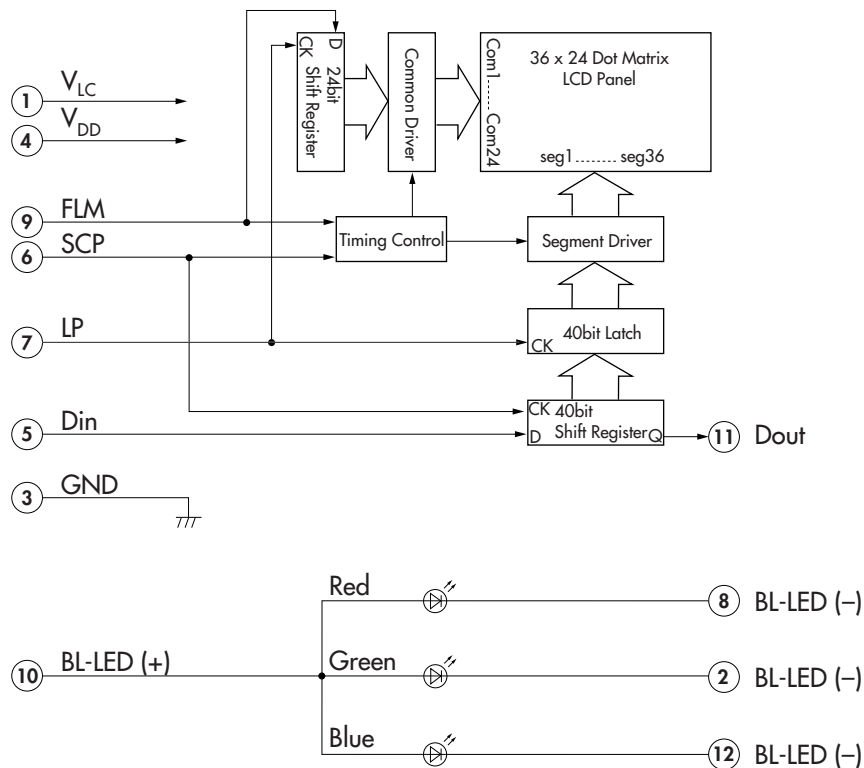 D
CK
24bit
Shift Register
Common Driver
Com1......Com24
36 x 24 Dot Matrix
LCD Panel
seg1........seg36
1 VLC
4 VDD
9 FLM
6 SCP
Timing Control
Segment Driver
7 LP
40bit Latch
CK
CK 40bit
Shift Register
D
Q
5 Din
11 Dout
3 GND
Red
8 BL-LED (–)
10 BL-LED (+)
Green
2 BL-LED (–)
Blue
12 BL-LED (–)